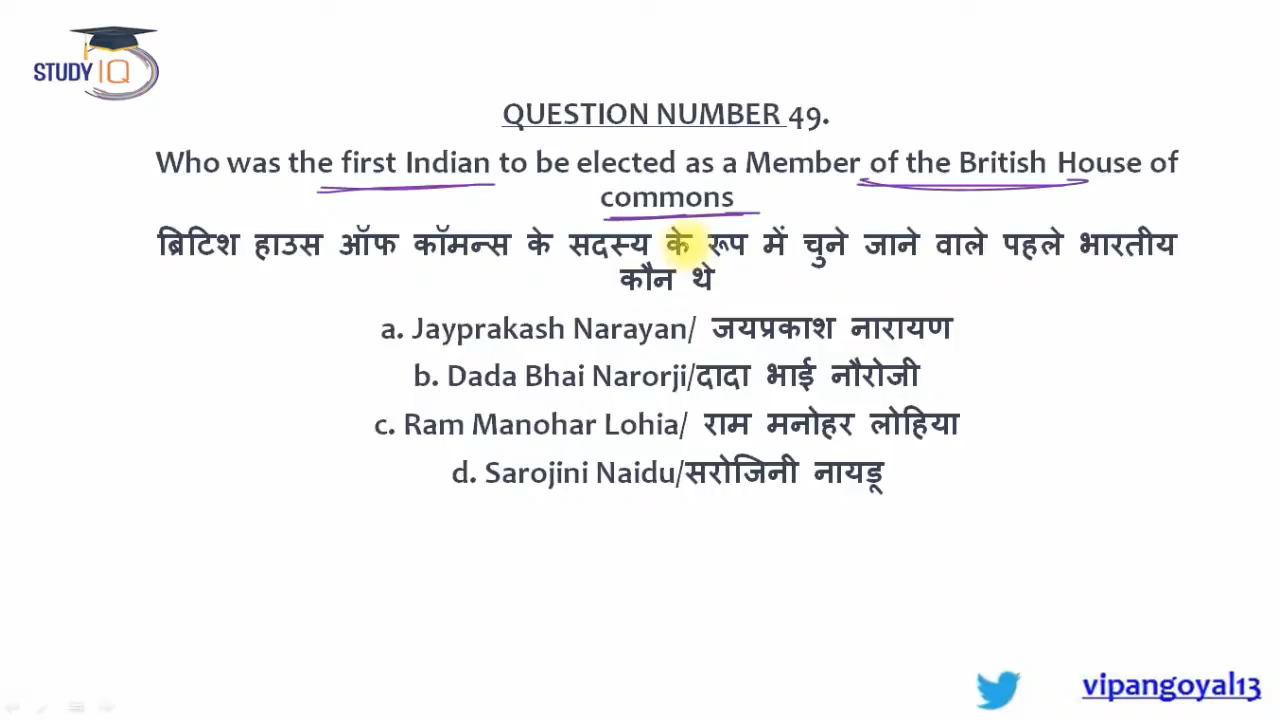 STUDY IQ
QUESTION NUMBER 49.
Who was the first Indian to be elected as a Member of the British House of
commons
ब्रिटिश हाउस ऑफ कॉमन्स के सदस्य के रूप में चुने जाने वाले पहले भारतीय
कौन थे
a. Jayprakash Narayan/ जयप्रकाश नारायण
b. Dada Bhai Narorji/दादा भाई नौरोजी
c. Ram Manohar Lohia/ राम मनोहर लोहिया
d. Sarojini Naidu/सरोजिनी नायडू
vipangoyal13